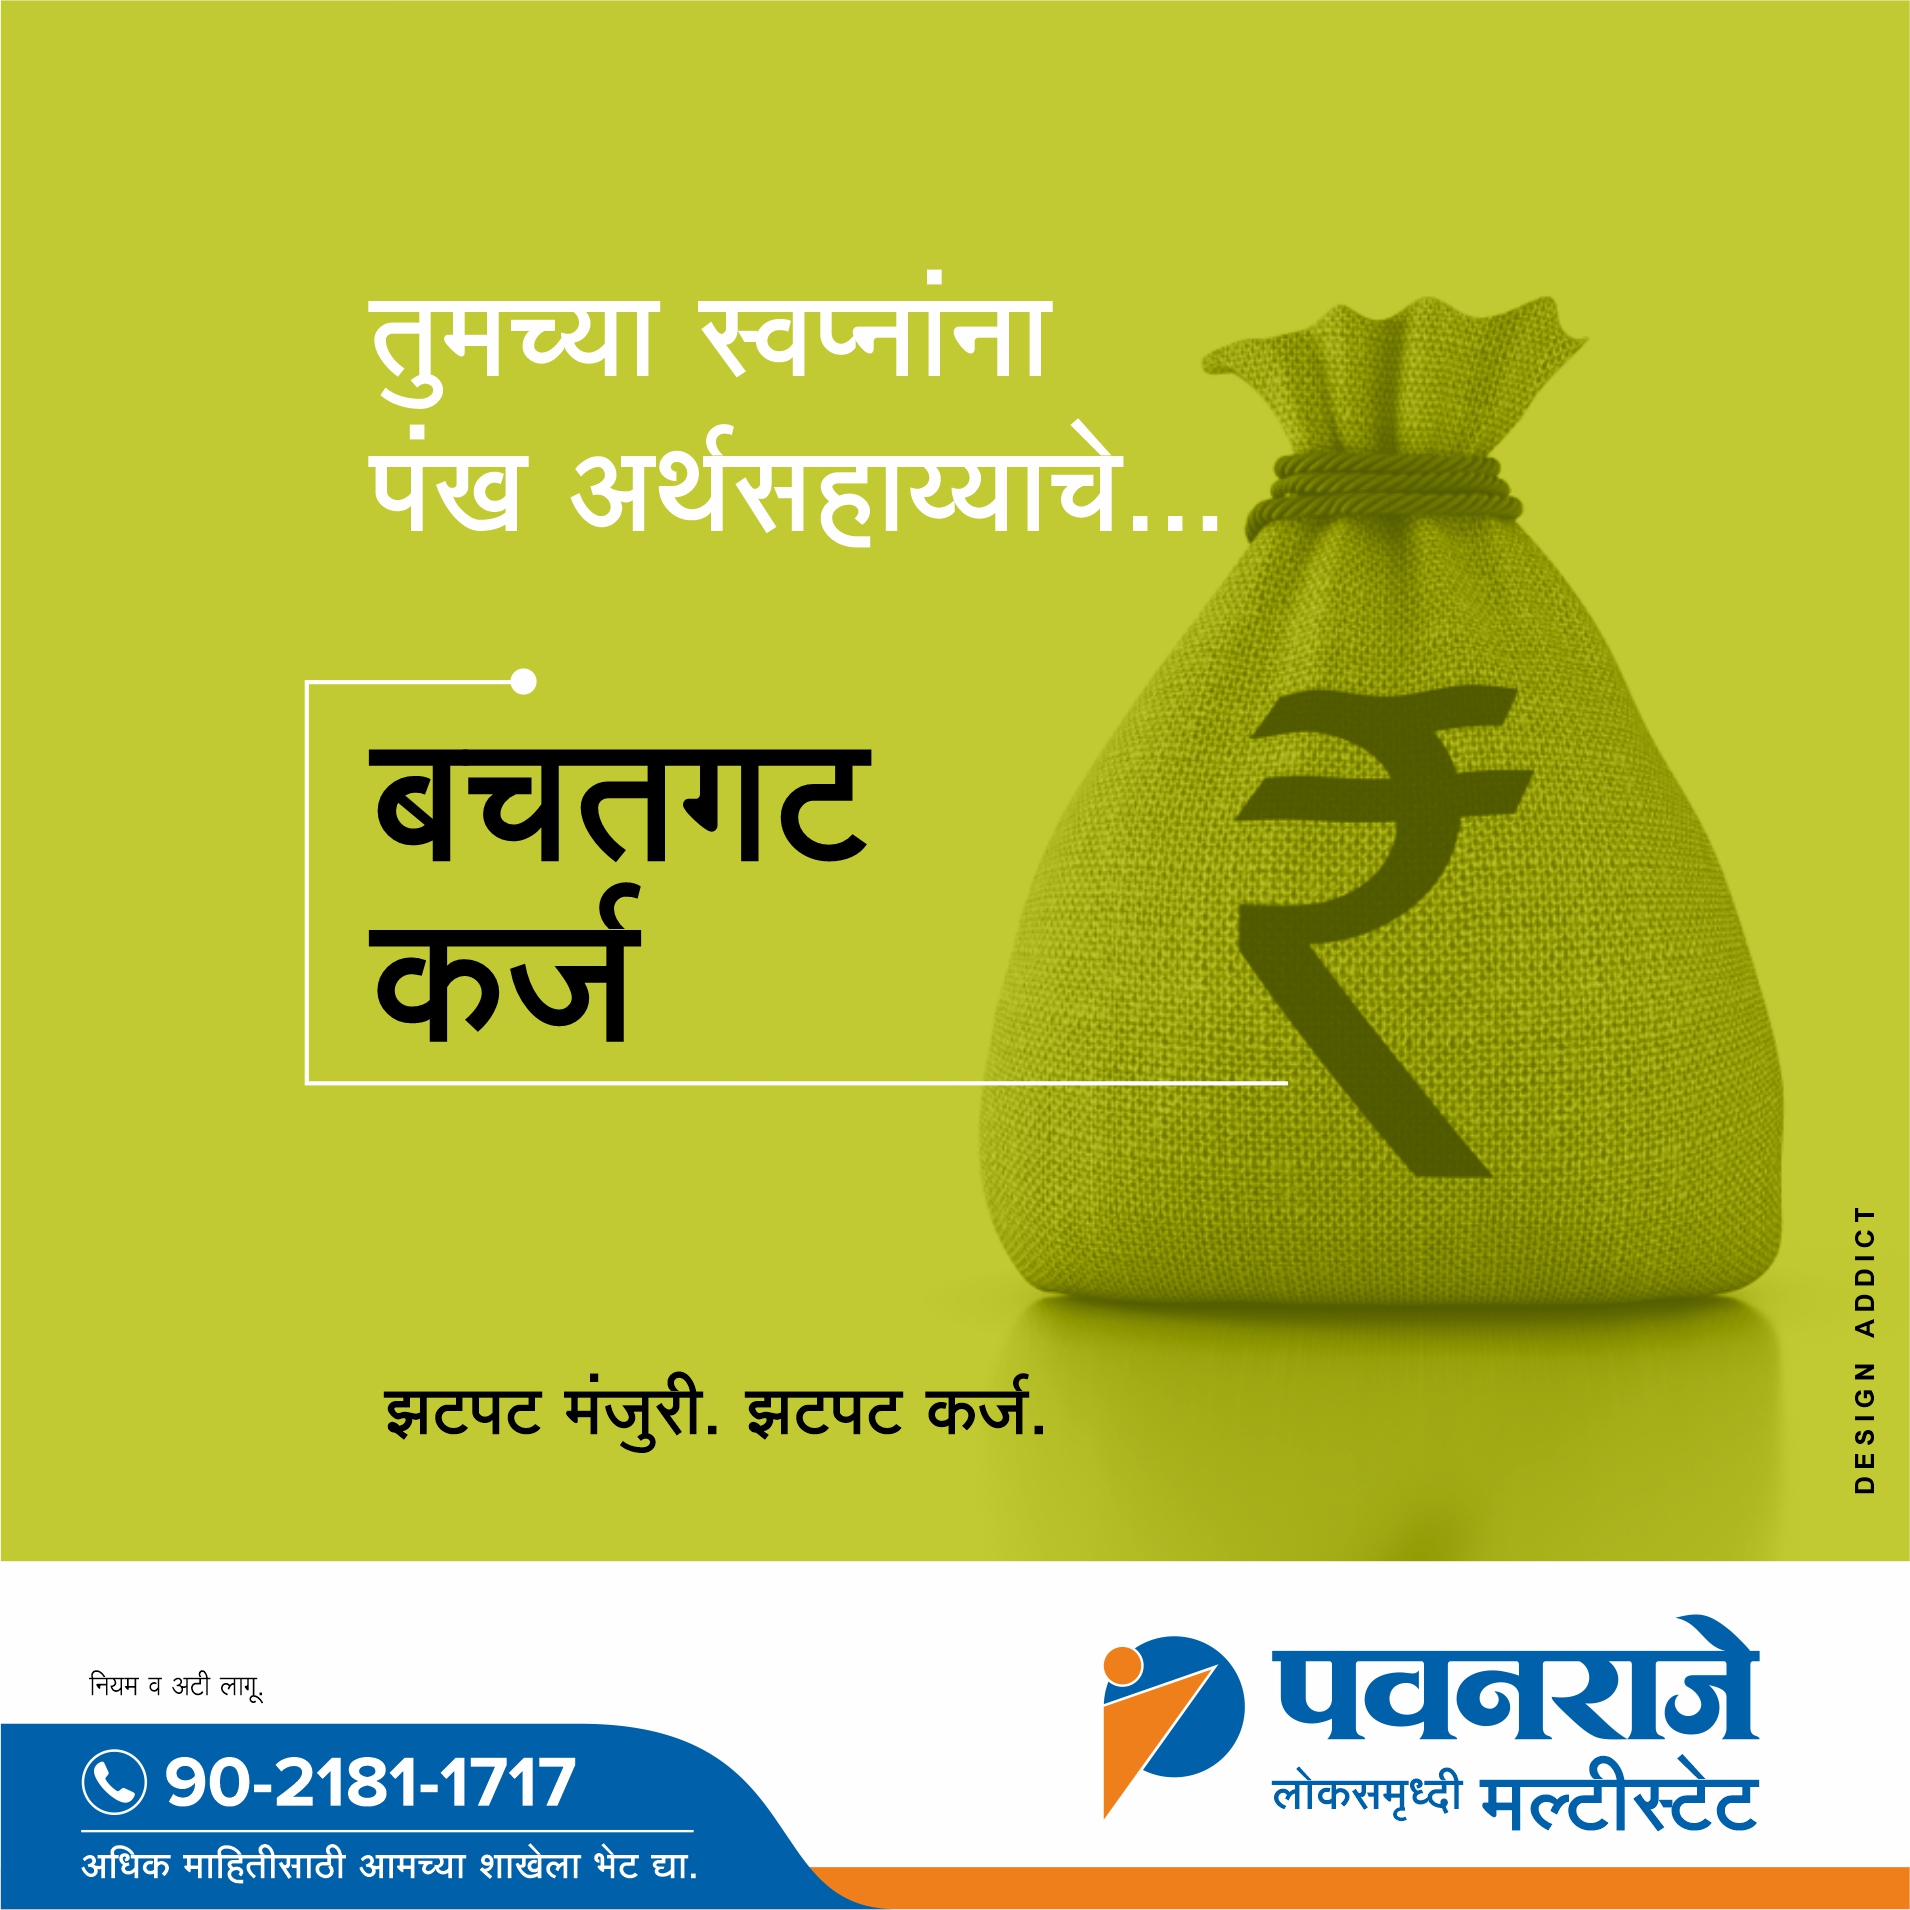 तुमच्या स्वप्नांना
पंख अर्थसहाय्याचे...
बचतगट
कर्ज
झटपट मंजुरी. झटपट कर्ज.
DESIGN ADDICT
नियम व अटी लागू.
90-2181-1717
अधिक माहितीसाठी आमच्या शाखेला भेट द्या.
पवनराजे
लोकसमृध्दी मल्टीस्टेट